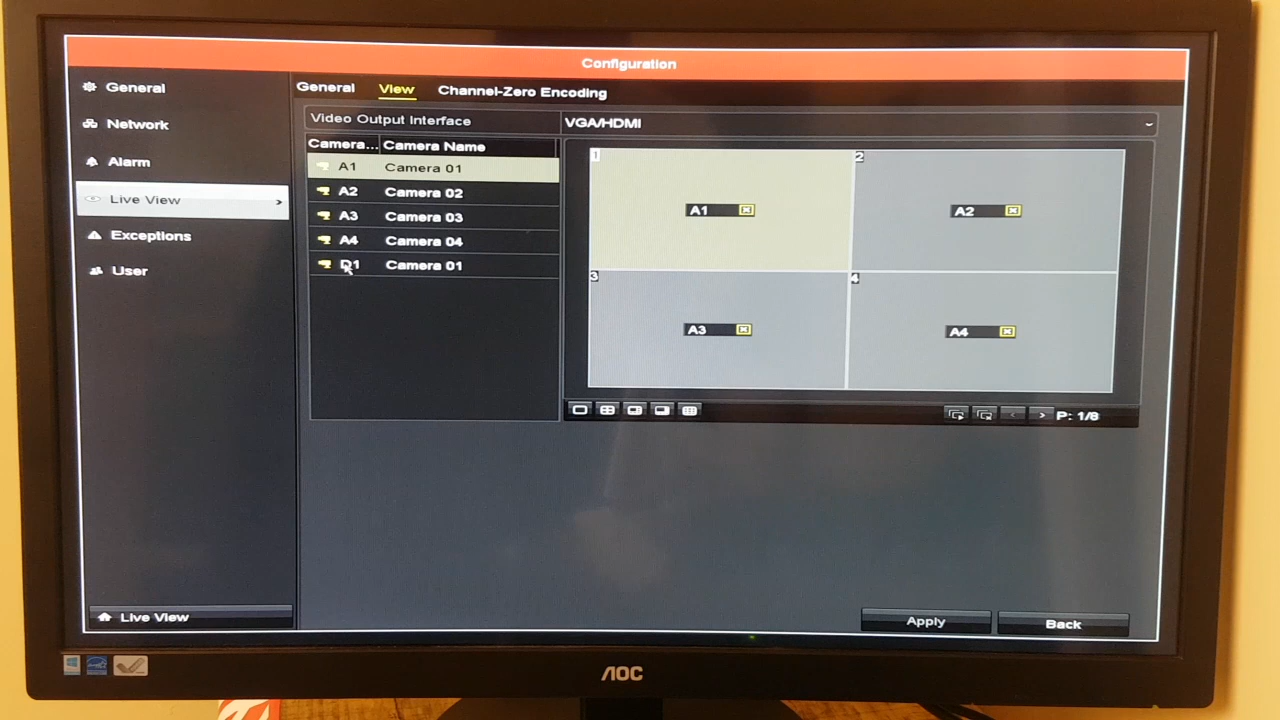 Configuration
General
Network
Alarm
Live View
Exceptions
User
Live View
General View Channel-Zero Encoding
Video Output Interface VGA/HDMI
Camera... Camera Name
A1 Camera 01
A2 Camera 02
A3 Camera 03
A4 Camera 04
D1 Camera 01
1 A1
2 A2
3 A3
4 A4
P: 1/8
Apply Back
AOC